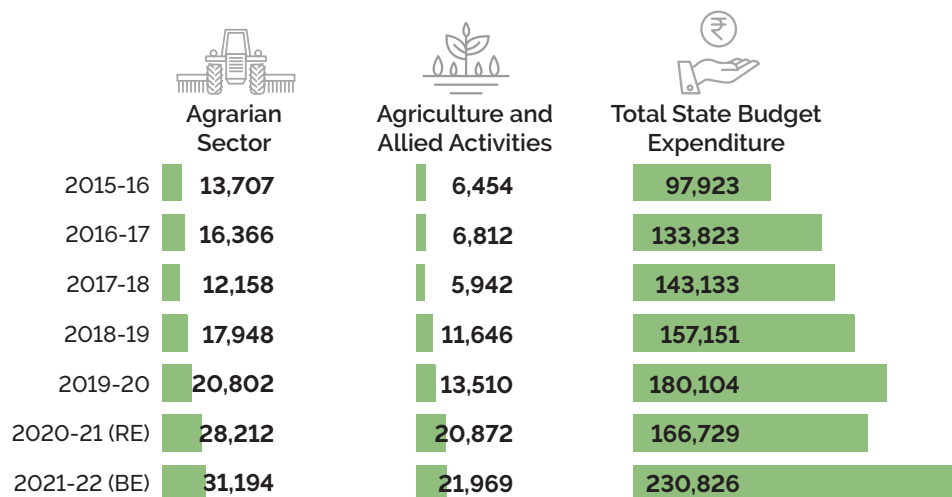 ₹
Agrarian
Sector
Agriculture and
Allied Activities
Total State Budget
Expenditure
2015-16 13,707 6,454 97,923
2016-17 16,366 6,812 133,823
2017-18 12,158 5,942 143,133
2018-19 17,948 11,646 157,151
2019-20 20,802 13,510 180,104
2020-21 (RE) 28,212 20,872 166,729
2021-22 (BE) 31,194 21,969 230,826